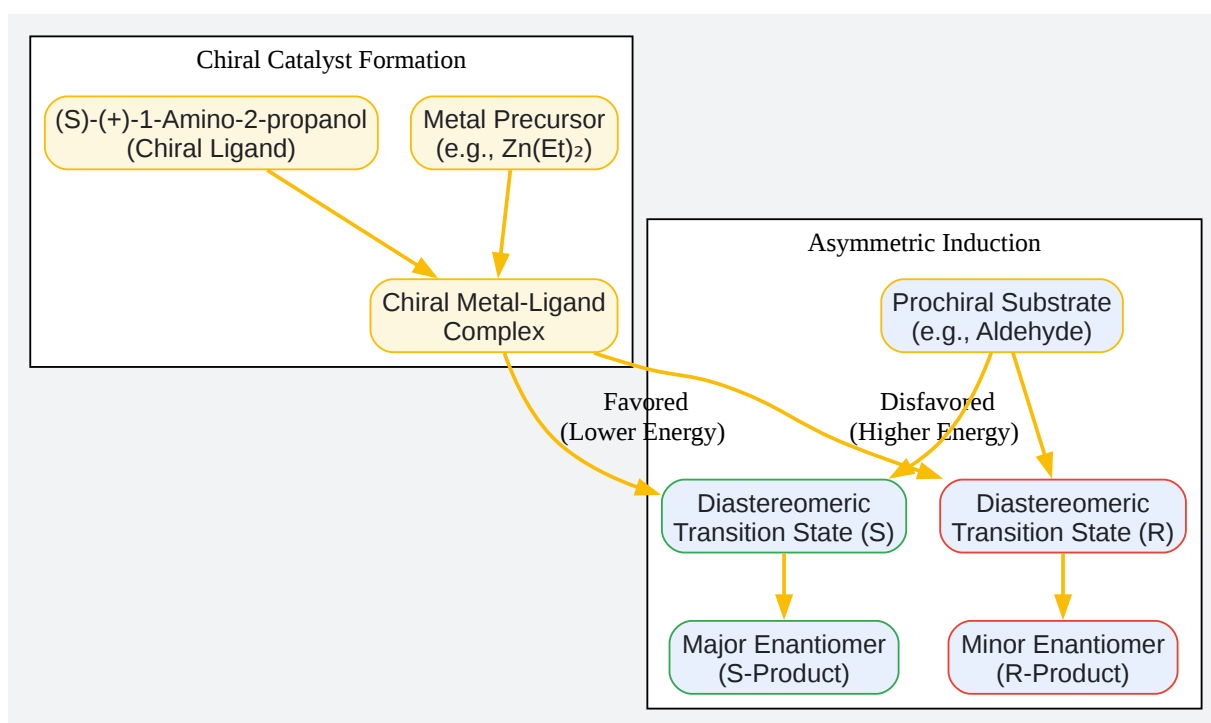 Chiral Catalyst Formation
(S)-(+)-1-Amino-2-propanol
(Chiral Ligand)
Metal Precursor
(e.g., Zn(Et)₂)
Chiral Metal-Ligand
Complex
Asymmetric Induction
Prochiral Substrate
(e.g., Aldehyde)
Favored
(Lower Energy)
Disfavored
(Higher Energy)
Diastereomeric
Transition State (S)
Diastereomeric
Transition State (R)
Major Enantiomer
(S-Product)
Minor Enantiomer
(R-Product)